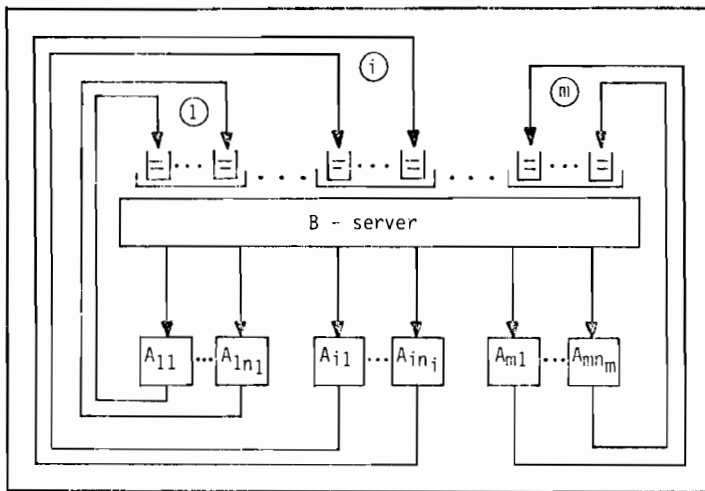 i
1
m
... . . . ... . . . ...
B - server
A11 ... A1n1 Ai1 ... Aini Am1 ... Amnm